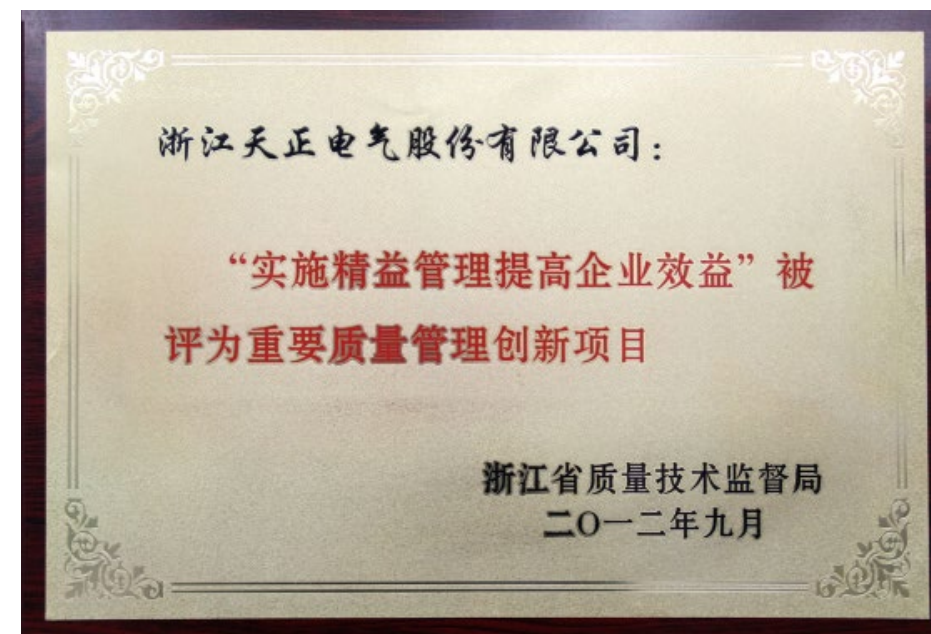 浙江天正电气股份有限公司：
“实施精益管理提高企业效益”被
评为重要质量管理创新项目
浙江省质量技术监督局
二〇一二年九月